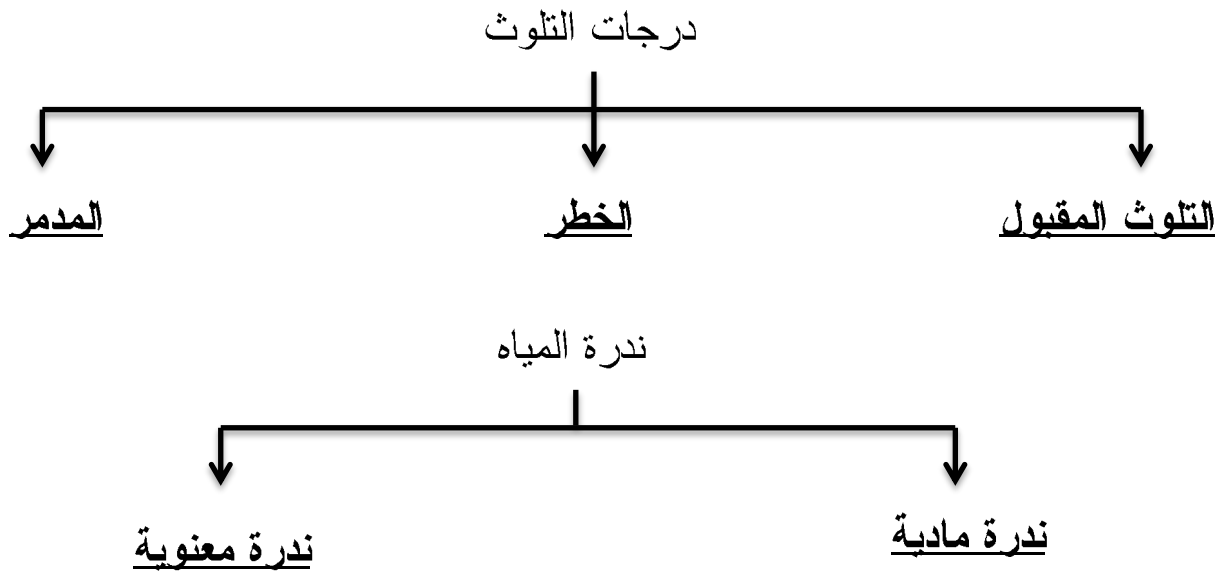 درجات التلوث
التلوث المقبول
الخطر
المدمر
ندرة المياه
ندرة مادية
ندرة معنوية